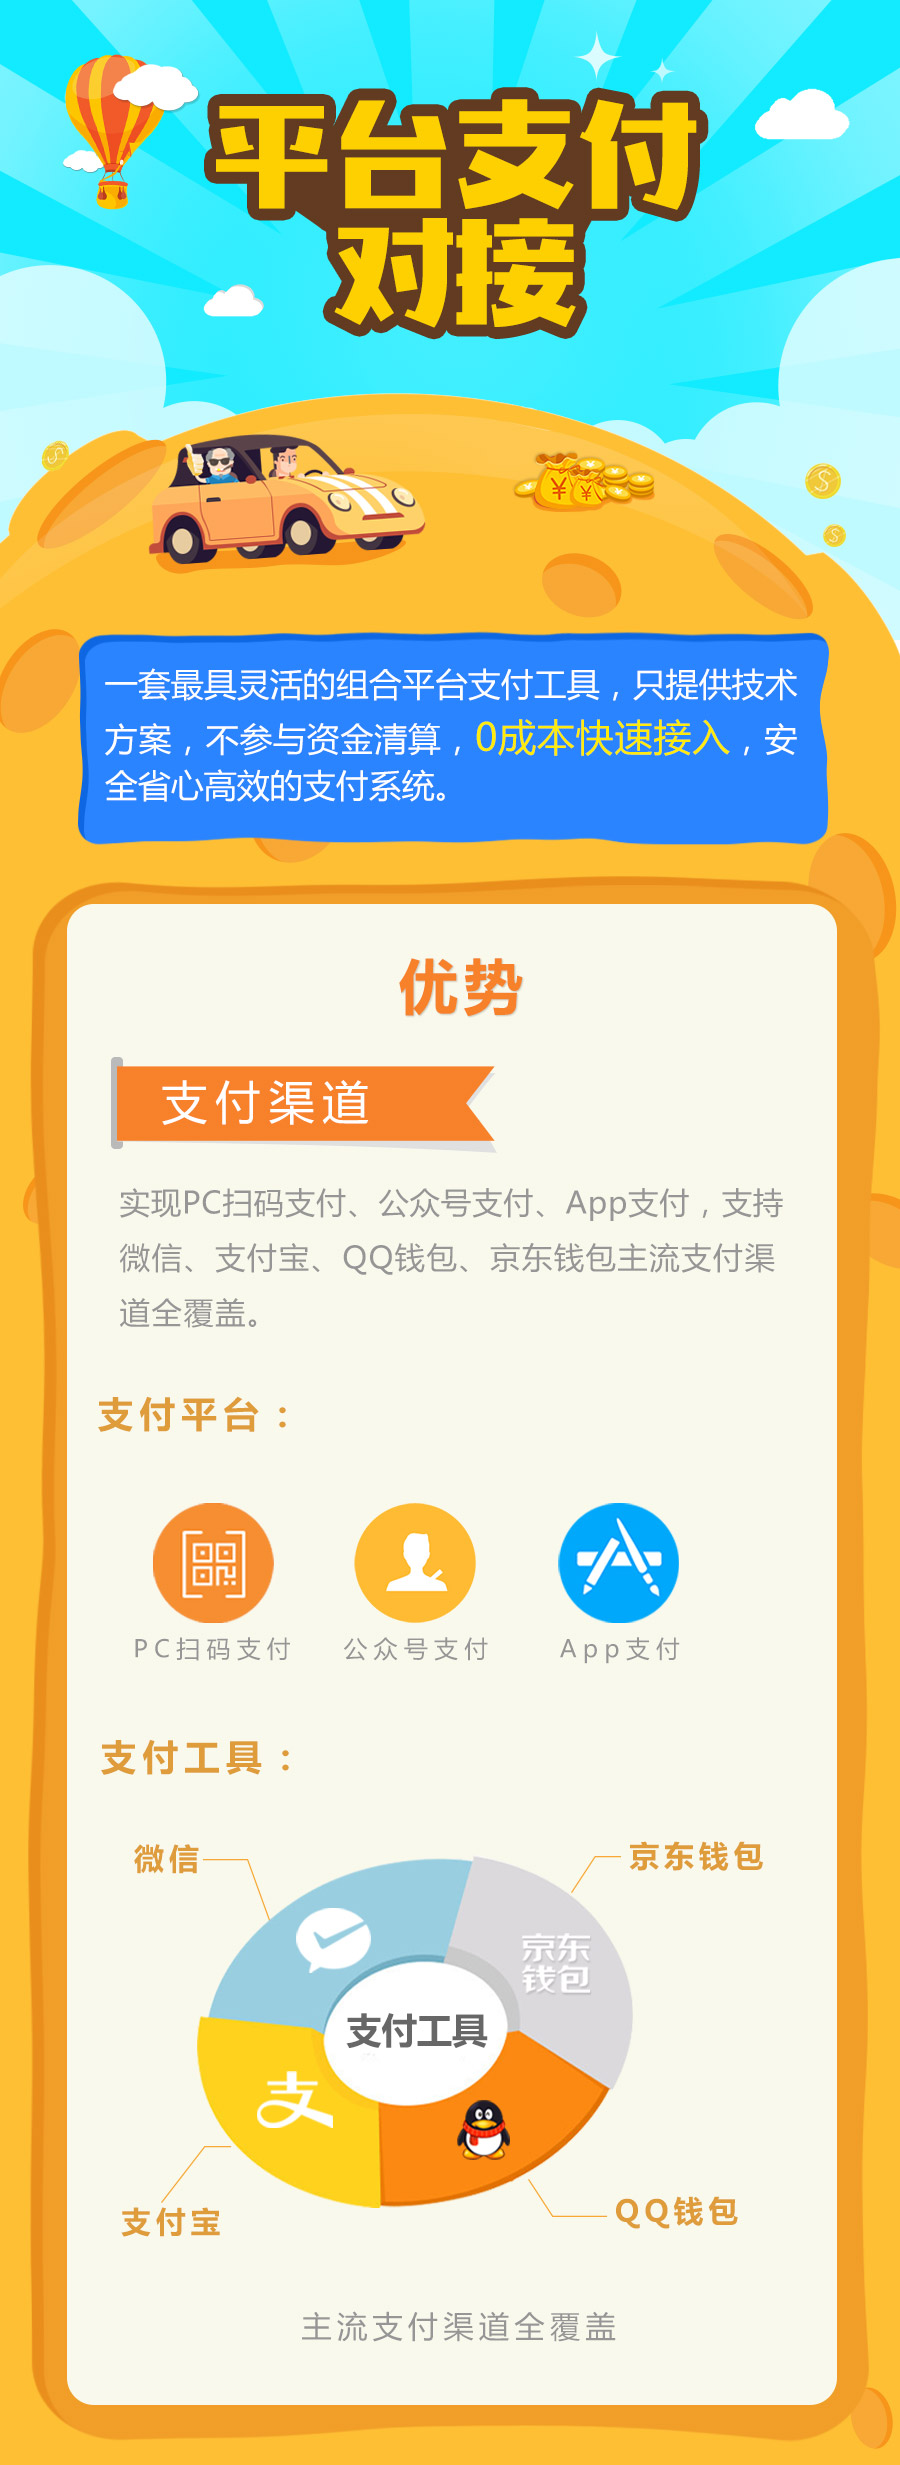 平台支付
对接
一套最具灵活的组合平台支付工具，只提供技术
方案，不参与资金清算，0成本快速接入，安
全省心高效的支付系统。
优势
支付渠道
实现PC扫码支付、公众号支付、App支付，支持
微信、支付宝、QQ钱包、京东钱包主流支付渠
道全覆盖。
支付平台：
PC扫码支付
公众号支付
App支付
支付工具：
微信
京东钱包
京东
钱包
支付工具
支
支付宝
QQ钱包
主流支付渠道全覆盖